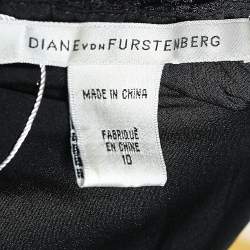 DIANE VON FURSTENBERG
MADE IN CHINA
FABRIQUÉ
EN CHINE
10